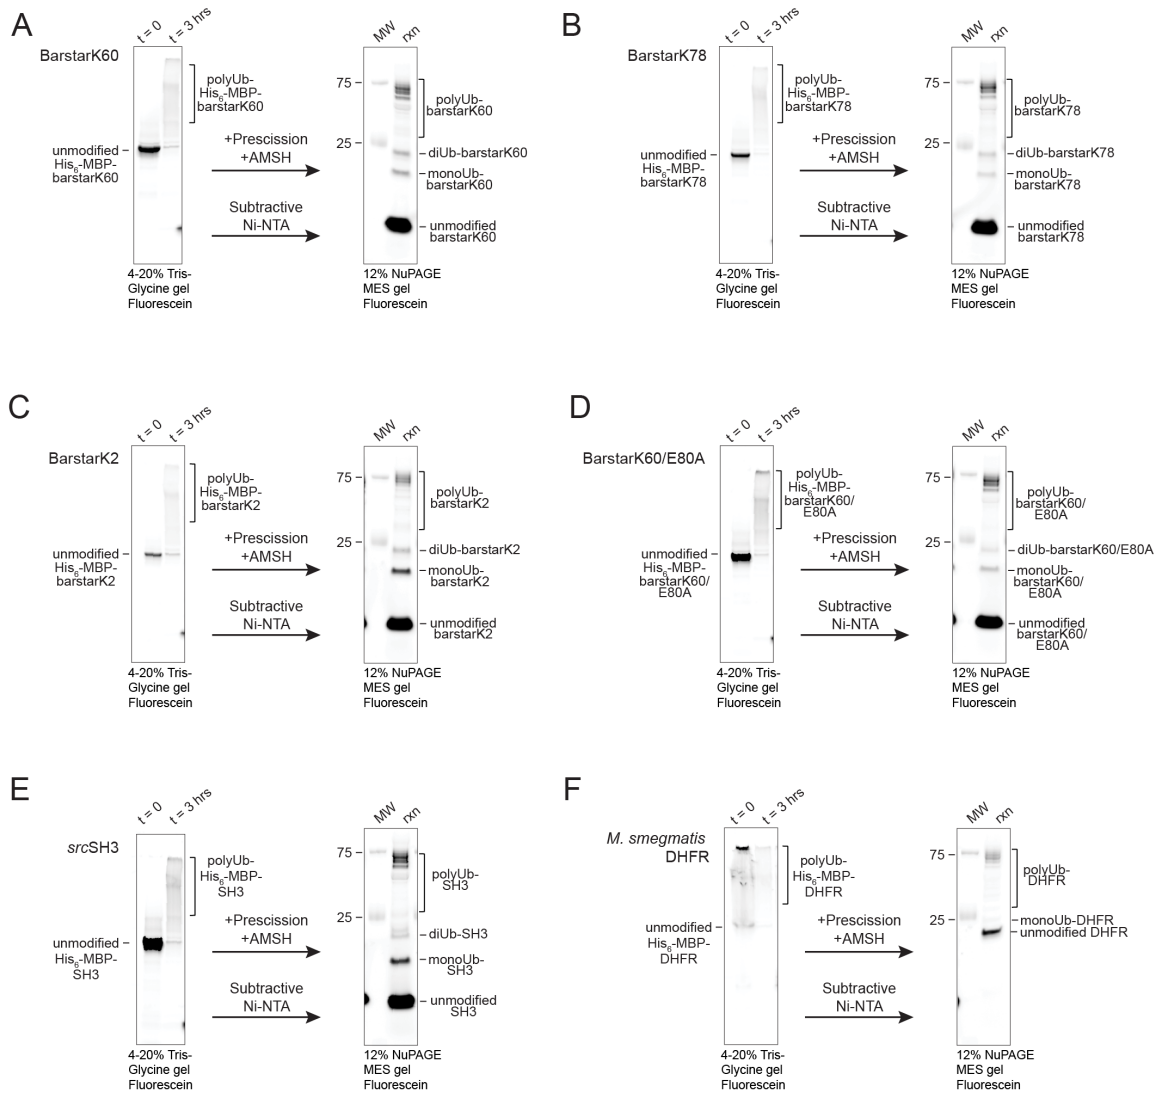 A
BarstarK60
t = 0
t = 3 hrs
polyUb-
His6-MBP-
barstarK60
unmodified
His6-MBP-
barstarK60
4-20% Tris-
Glycine gel
Fluorescein
+Prescission
+AMSH
Subtractive
Ni-NTA
MW
rxn
75
25
polyUb-
barstarK60
diUb-barstarK60
monoUb-
barstarK60
unmodified
barstarK60
12% NuPAGE
MES gel
Fluorescein
B
BarstarK78
t = 0
t = 3 hrs
polyUb-
His6-MBP-
barstarK78
unmodified
His6-MBP-
barstarK78
4-20% Tris-
Glycine gel
Fluorescein
+Prescission
+AMSH
Subtractive
Ni-NTA
MW
rxn
75
25
polyUb-
barstarK78
diUb-barstarK78
monoUb-
barstarK78
unmodified
barstarK78
12% NuPAGE
MES gel
Fluorescein
C
BarstarK2
t = 0
t = 3 hrs
polyUb-
His6-MBP-
barstarK2
unmodified
His6-MBP-
barstarK2
4-20% Tris-
Glycine gel
Fluorescein
+Prescission
+AMSH
Subtractive
Ni-NTA
MW
rxn
75
25
polyUb-
barstarK2
diUb-barstarK2
monoUb-
barstarK2
unmodified
barstarK2
12% NuPAGE
MES gel
Fluorescein
D
BarstarK60/E80A
t = 0
t = 3 hrs
polyUb-
His6-MBP-
barstarK60/
E80A
unmodified
His6-MBP-
barstarK60/
E80A
4-20% Tris-
Glycine gel
Fluorescein
+Prescission
+AMSH
Subtractive
Ni-NTA
MW
rxn
75
25
polyUb-
barstarK60/
E80A
diUb-barstarK60/E80A
monoUb-
barstarK60/
E80A
unmodified
barstarK60/
E80A
12% NuPAGE
MES gel
Fluorescein
E
srcSH3
t = 0
t = 3 hrs
polyUb-
His6-MBP-
SH3
unmodified
His6-MBP-
SH3
4-20% Tris-
Glycine gel
Fluorescein
+Prescission
+AMSH
Subtractive
Ni-NTA
MW
rxn
75
25
polyUb-
SH3
diUb-SH3
monoUb-
SH3
unmodified
SH3
12% NuPAGE
MES gel
Fluorescein
F
M. smegmatis
DHFR
t = 0
t = 3 hrs
polyUb-
His6-MBP-
DHFR
unmodified
His6-MBP-
DHFR
4-20% Tris-
Glycine gel
Fluorescein
+Prescission
+AMSH
Subtractive
Ni-NTA
MW
rxn
75
25
polyUb-
DHFR
monoUb-DHFR
unmodified DHFR
12% NuPAGE
MES gel
Fluorescein